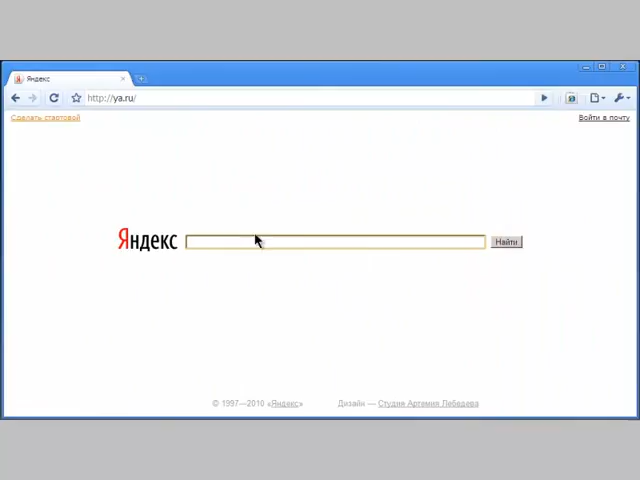 Яндекс
http://ya.ru/
Сделать стартовой
Войти в почту
Яндекс
Найти
© 1997—2010 «Яндекс»
Дизайн — Студия Артемия Лебедева